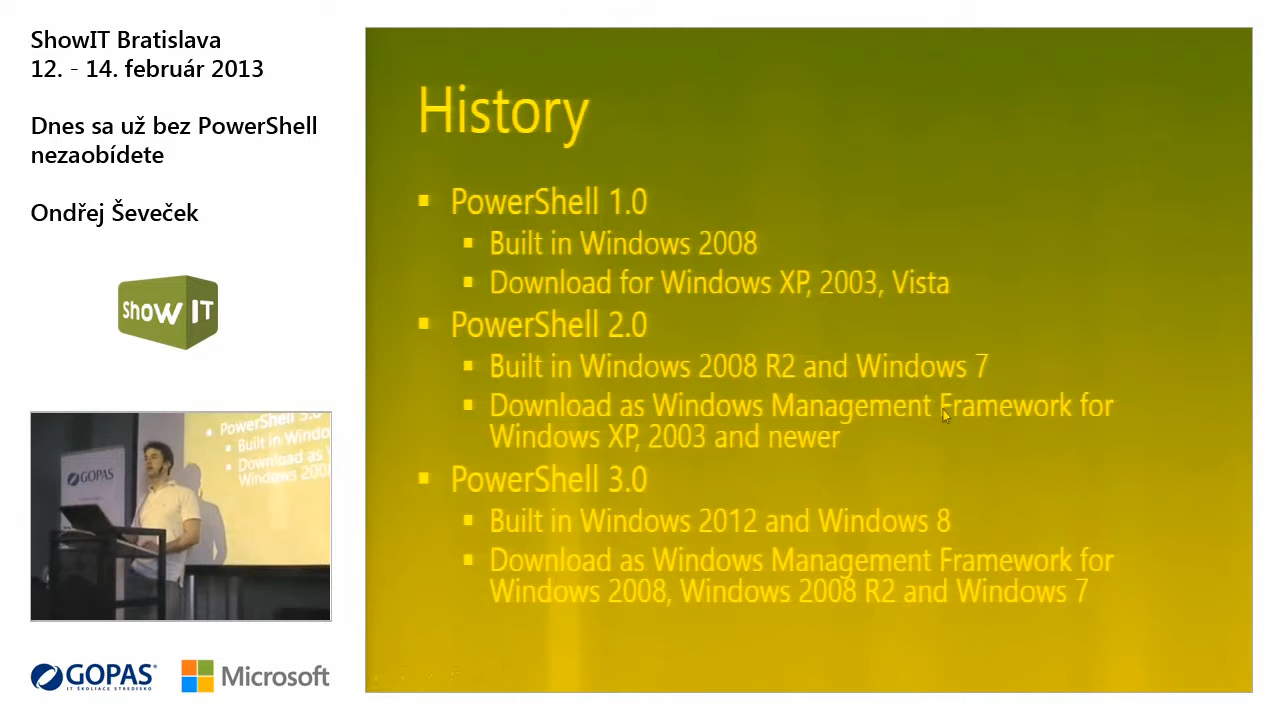 ShowIT Bratislava
12. - 14. február 2013
Dnes sa už bez PowerShell
nezaobídete
Ondřej Ševeček
Show IT
GOPAS
GOPAS
IT ŠKOLIACE STREDISKO
Microsoft
History
PowerShell 1.0
Built in Windows 2008
Download for Windows XP, 2003, Vista
PowerShell 2.0
Built in Windows 2008 R2 and Windows 7
Download as Windows Management Framework for
Windows XP, 2003 and newer
PowerShell 3.0
Built in Windows 2012 and Windows 8
Download as Windows Management Framework for
Windows 2008, Windows 2008 R2 and Windows 7